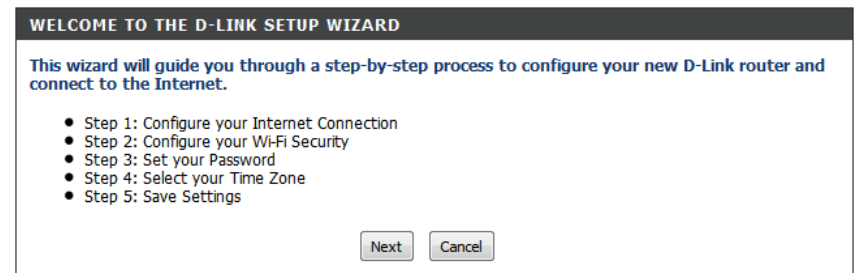 WELCOME TO THE D-LINK SETUP WIZARD
This wizard will guide you through a step-by-step process to configure your new D-Link router and
connect to the Internet.
• Step 1: Configure your Internet Connection
• Step 2: Configure your Wi-Fi Security
• Step 3: Set your Password
• Step 4: Select your Time Zone
• Step 5: Save Settings
Next Cancel